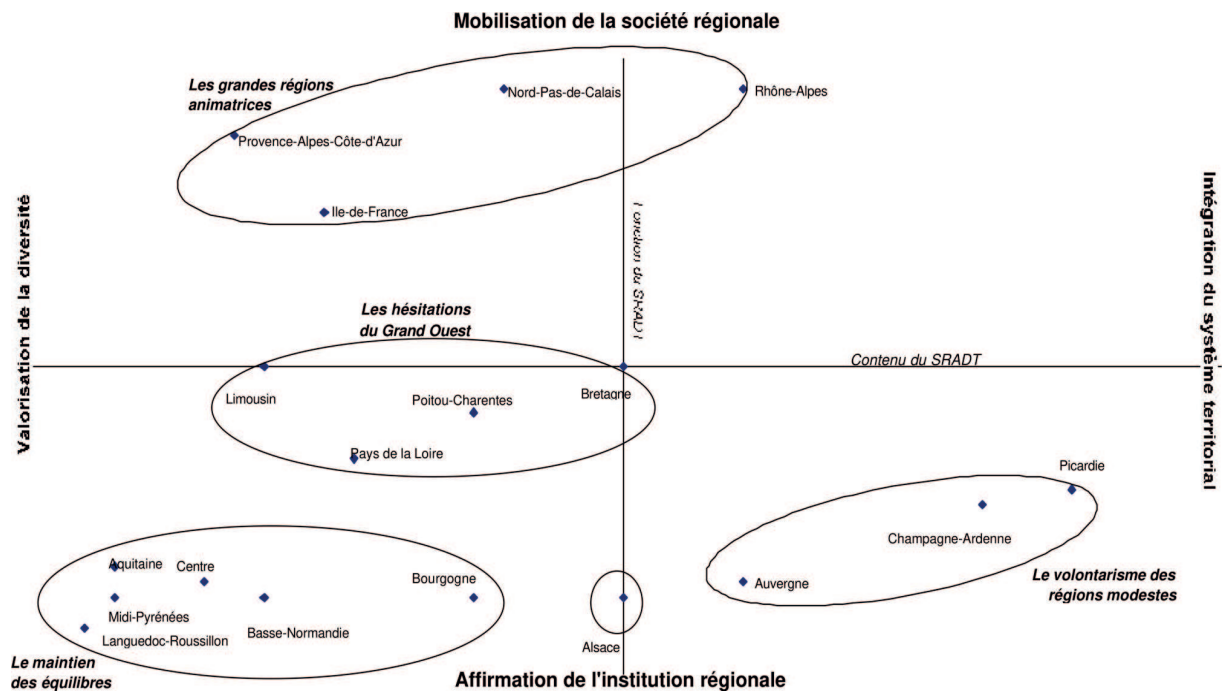 Mobilisation de la société régionale
Les grandes régions
animatrices
Nord-Pas-de-Calais
Rhône-Alpes
Provence-Alpes-Côte-d'Azur
Ile-de-France
Valorisation de la diversité
Intégration du système territorial
Les hésitations
du Grand Ouest
Contenu du SRADT
Limousin
Poitou-Charentes
Bretagne
Pays de la Loire
Picardie
Champagne-Ardenne
Aquitaine
Centre
Bourgogne
Auvergne
Le volontarisme des
régions modestes
Midi-Pyrénées
Languedoc-Roussillon
Basse-Normandie
Alsace
Le maintien
des équilibres
Affirmation de l'institution régionale